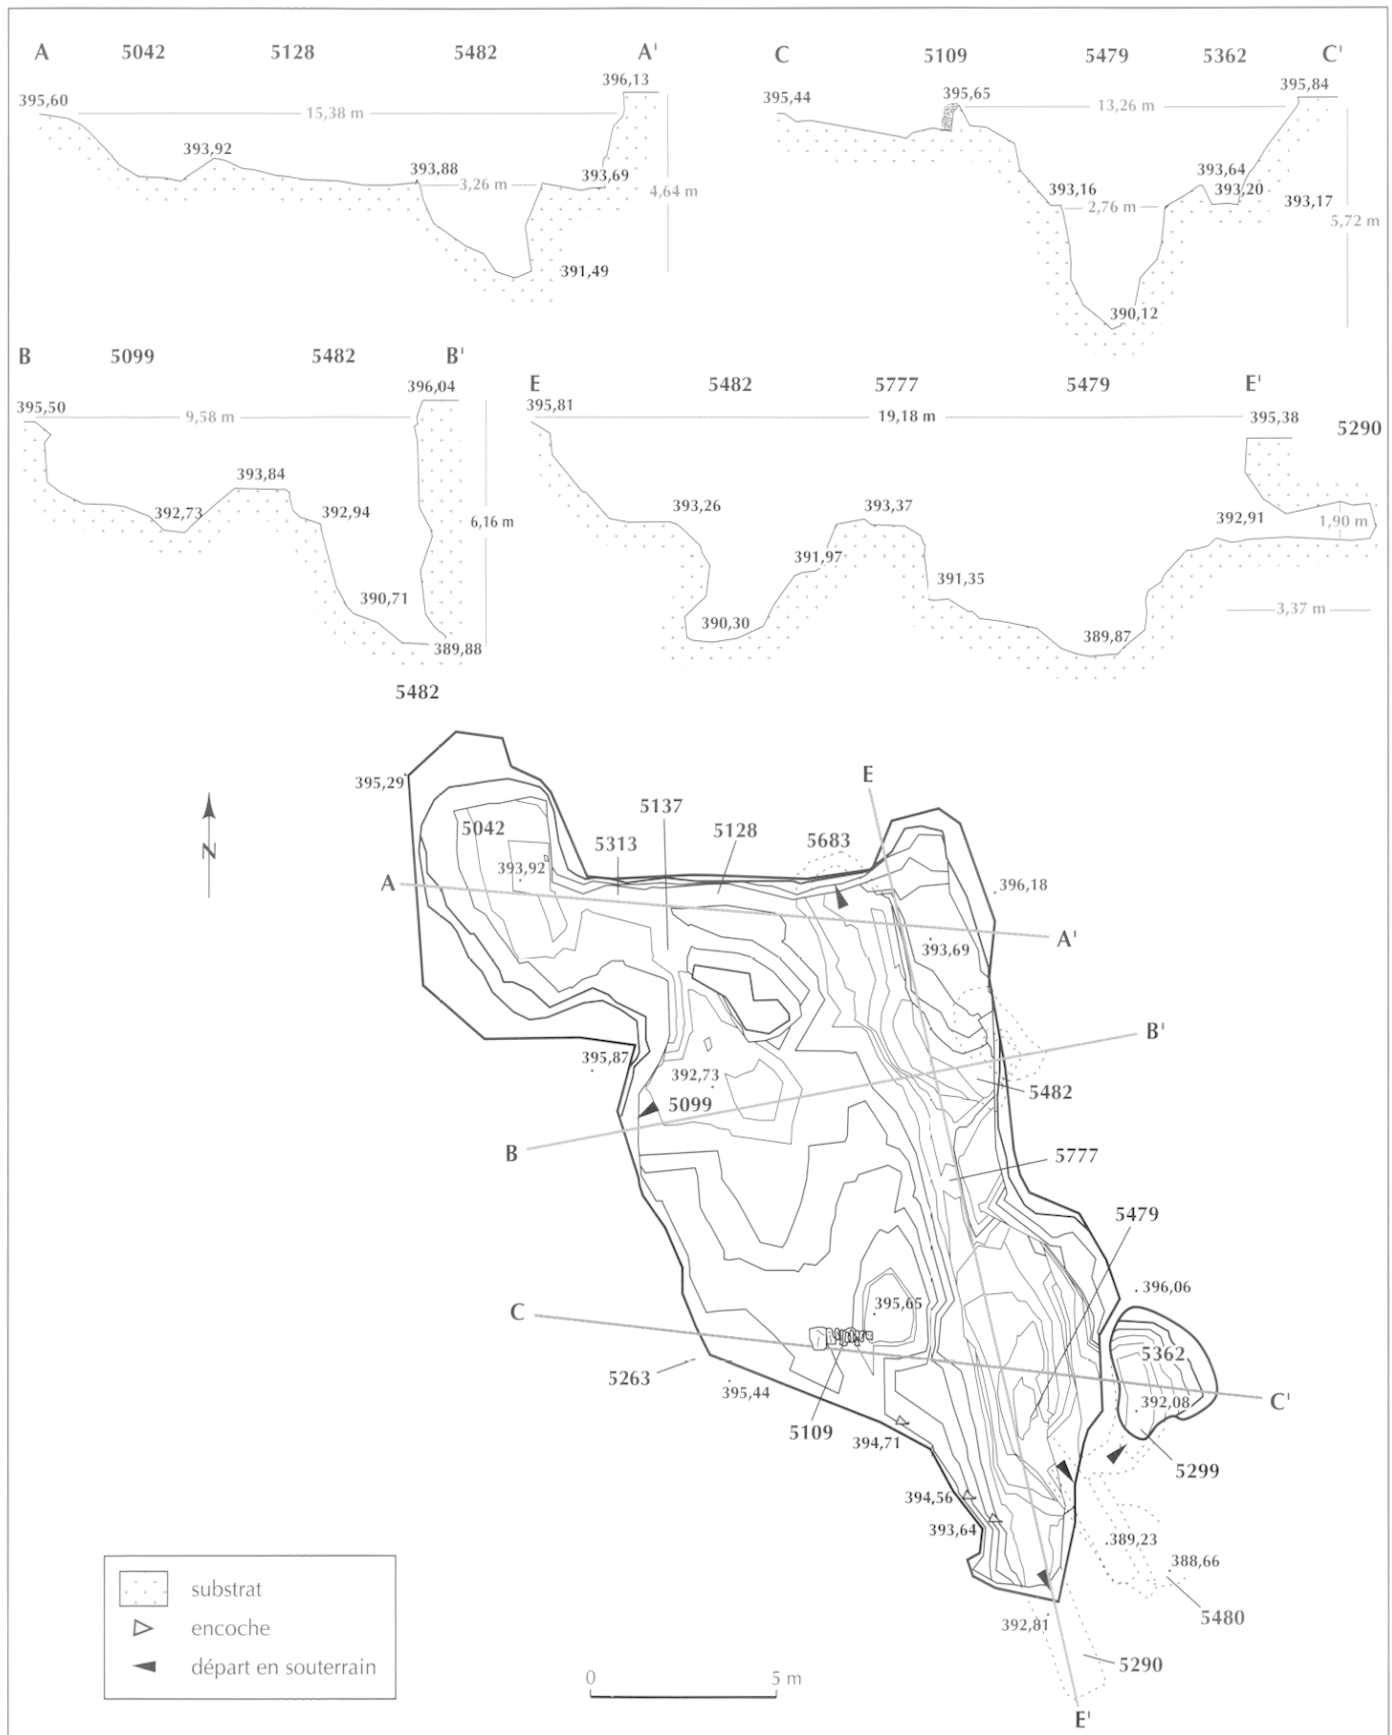 A 5042 5128 5482 A'
396,13
395,60
15,38 m
393,92
393,88
3,26 m
393,69
4,64 m
391,49
C 5109 5479 5362 C'
395,44
395,65
13,26 m
395,84
393,16
2,76 m
393,64
393,20
393,17
5,72 m
390,12
B 5099 5482 B'
396,04
395,50
9,58 m
393,84
392,73
392,94
6,16 m
390,71
389,88
5482
E 5482 5777 5479 E'
395,81
19,18 m
395,38
5290
393,26
393,37
392,91
1,90 m
391,97
391,35
390,30
389,87
3,37 m
395,29
E
5137
5042
5313
5128
5683
N
393,92
A
396,18
A'
393,69
B'
395,87
392,73
5099
5482
B
5777
5479
396,06
C
395,65
5362
5263
395,44
C'
392,08
5109
394,71
5299
394,56
393,64
389,23
388,66
5480
392,81
5290
E'
substrat
encoche
départ en souterrain
0 5 m